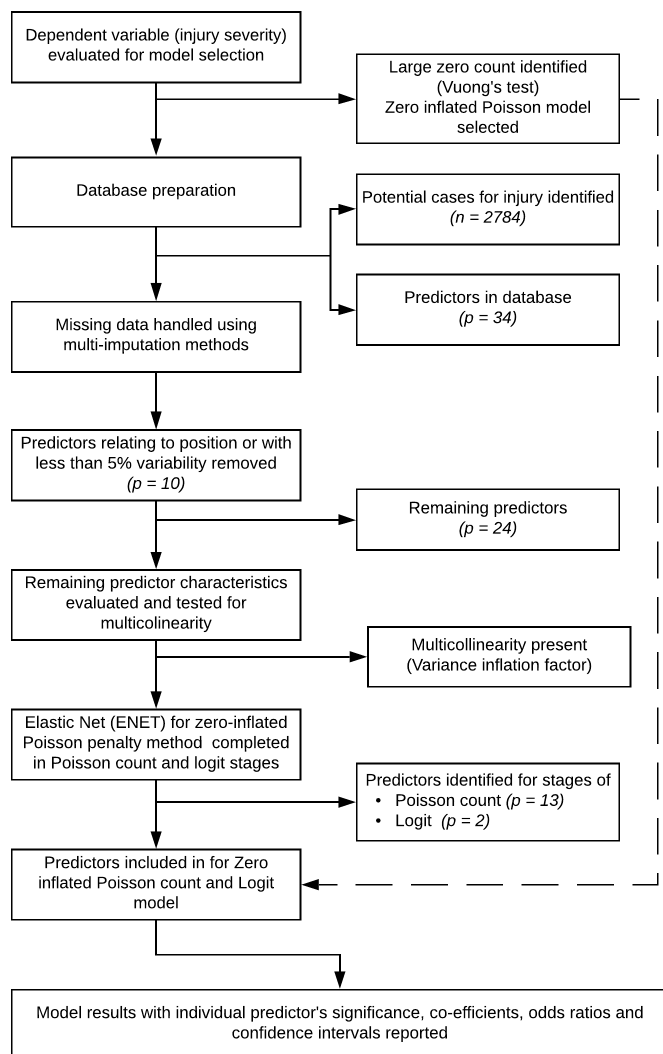 Dependent variable (injury severity)
evaluated for model selection
Large zero count identified
(Vuong's test)
Zero inflated Poisson model
selected
Database preparation
Potential cases for injury identified
(n = 2784)
Predictors in database
(p = 34)
Missing data handled using
multi-imputation methods
Predictors relating to position or with
less than 5% variability removed
(p = 10)
Remaining predictors
(p = 24)
Remaining predictor characteristics
evaluated and tested for
multicolinearity
Multicollinearity present
(Variance inflation factor)
Elastic Net (ENET) for zero-inflated
Poisson penalty method completed
in Poisson count and logit stages
Predictors identified for stages of
• Poisson count (p = 13)
• Logit (p = 2)
Predictors included in for Zero
inflated Poisson count and Logit
model
Model results with individual predictor's significance, co-efficients, odds ratios and
confidence intervals reported